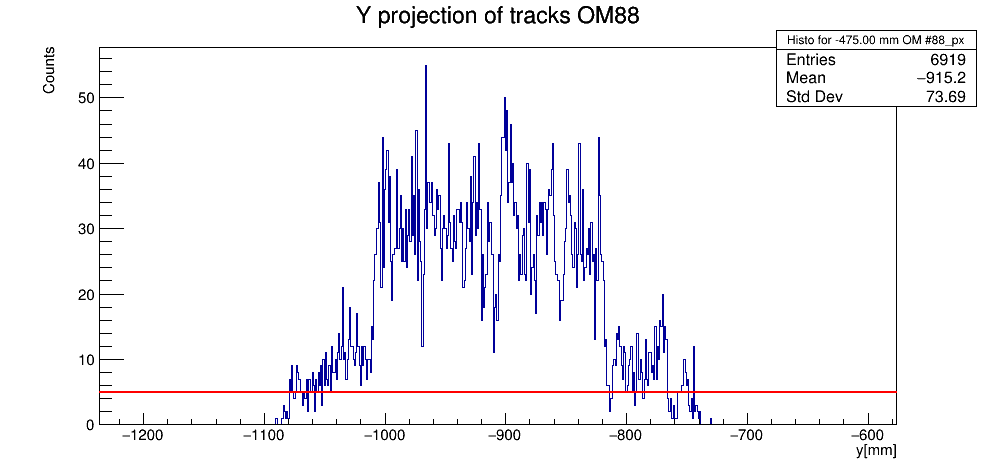 Y projection of tracks OM88
Histo for -475.00 mm OM #88_px
Entries 6919
Mean −915.2
Std Dev 73.69
Counts
50
40
30
20
10
0
−1200 −1100 −1000 −900 −800 −700 −600
y[mm]